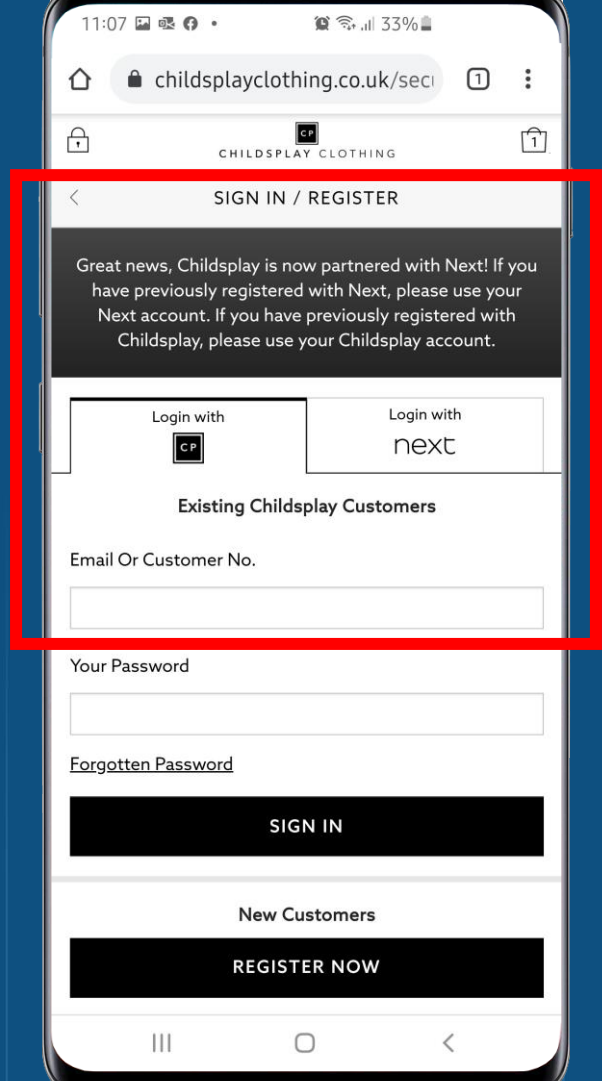 11:07 33%
childsplayclothing.co.uk/secu 1
CP
CHILDSPLAY CLOTHING
1
SIGN IN / REGISTER
Great news, Childsplay is now partnered with Next! If you
have previously registered with Next, please use your
Next account. If you have previously registered with
Childsplay, please use your Childsplay account.
Login with
CP
Login with
next
Existing Childsplay Customers
Email Or Customer No.
Your Password
Forgotten Password
SIGN IN
New Customers
REGISTER NOW